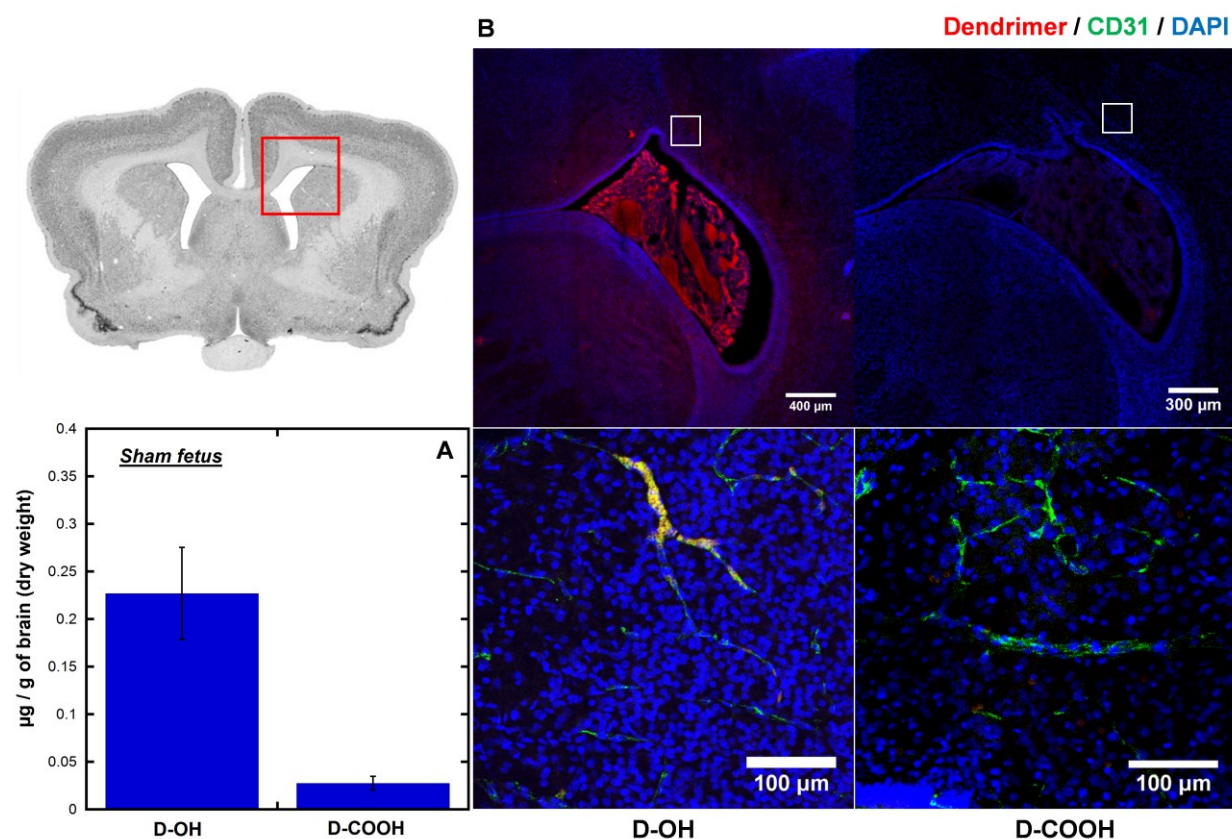 B
Dendrimer / CD31 / DAPI
400 µm
300 µm
A
Sham fetus
µg / g of brain (dry weight)
0.4
0.35
0.3
0.25
0.2
0.15
0.1
0.05
0
D-OH
D-COOH
100 µm
100 µm
D-OH
D-COOH